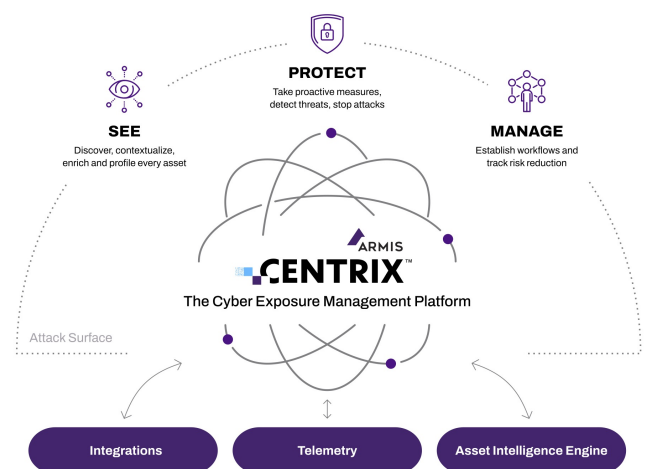 PROTECT
Take proactive measures,
detect threats, stop attacks
SEE
Discover, contextualize,
enrich and profile every asset
MANAGE
Establish workflows and
track risk reduction
ARMIS
CENTRIX™
The Cyber Exposure Management Platform
Attack Surface
Integrations
Telemetry
Asset Intelligence Engine